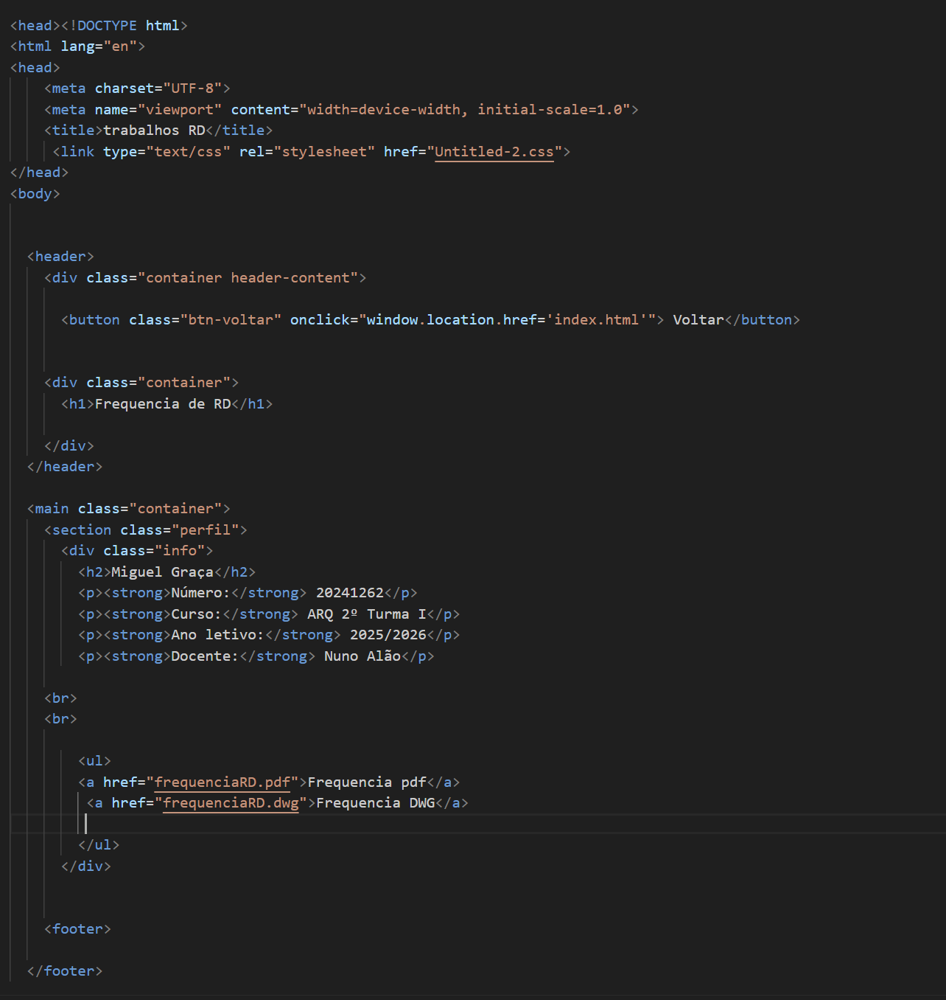 <head><!DOCTYPE html>
<html lang="en">
<head>
<meta charset="UTF-8">
<meta name="viewport" content="width=device-width, initial-scale=1.0">
<title>trabalhos RD</title>
<link type="text/css" rel="stylesheet" href="Untitled-2.css">
</head>
<body>
<header>
<div class="container header-content">
<button class="btn-voltar" onclick="window.location.href='index.html'"> Voltar</button>
<div class="container">
<h1>Frequencia de RD</h1>
</div>
</header>
<main class="container">
<section class="perfil">
<div class="info">
<h2>Miguel Graça</h2>
<p><strong>Número:</strong> 20241262</p>
<p><strong>Curso:</strong> ARQ 2º Turma I</p>
<p><strong>Ano letivo:</strong> 2025/2026</p>
<p><strong>Docente:</strong> Nuno Alão</p>
<br>
<br>
<ul>
<a href="frequenciaRD.pdf">Frequencia pdf</a>
<a href="frequenciaRD.dwg">Frequencia DWG</a>
</ul>
</div>
<footer>
</footer>